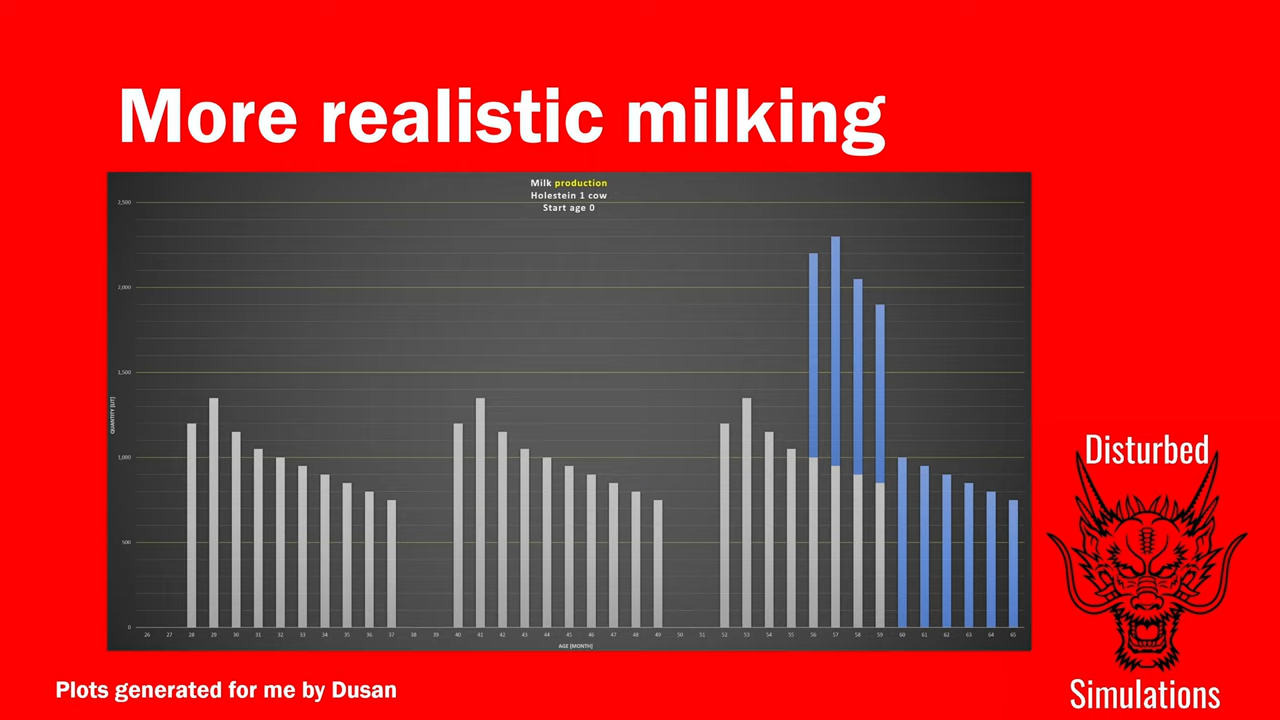 More realistic milking
Milk production
Holestein 1 cow
Start age 0
2,500
2,000
1,500
1,000
500
0
QUANTITY [LIT]
26 27 28 29 30 31 32 33 34 35 36 37 38 39 40 41 42 43 44 45 46 47 48 49 50 51 52 53 54 55 56 57 58 59 60 61 62 63 64 65
AGE [MONTH]
Disturbed
Simulations
Plots generated for me by Dusan